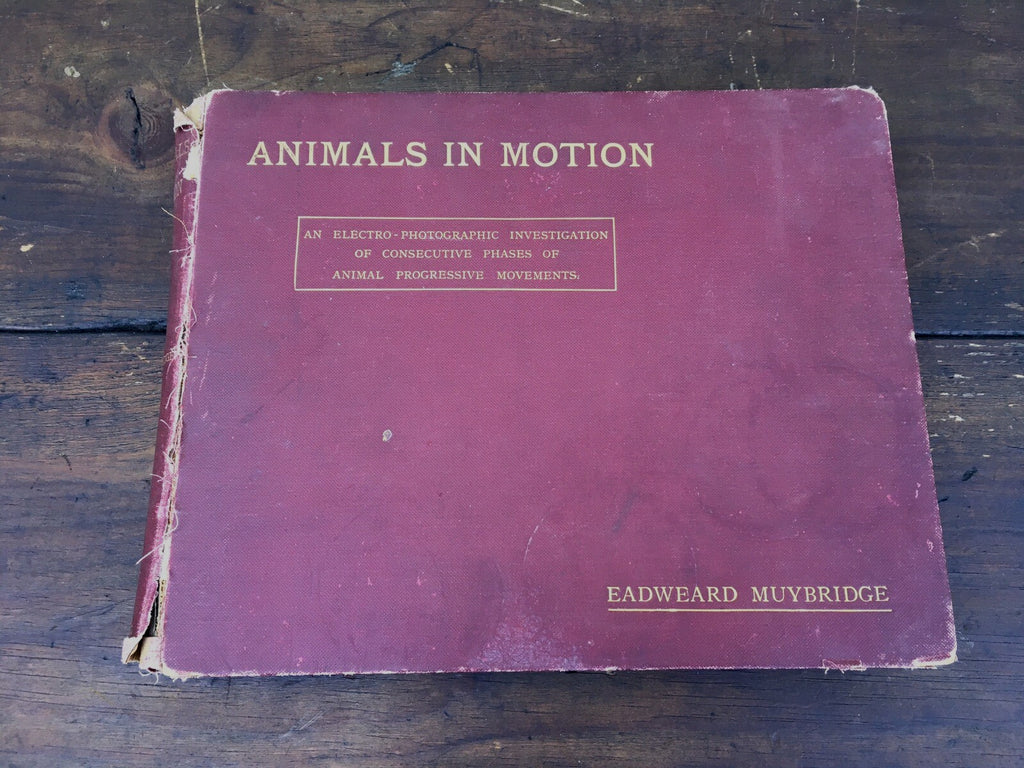 ANIMALS IN MOTION
AN ELECTRO-PHOTOGRAPHIC INVESTIGATION
OF CONSECUTIVE PHASES OF
ANIMAL PROGRESSIVE MOVEMENTS.
EADWEARD MUYBRIDGE